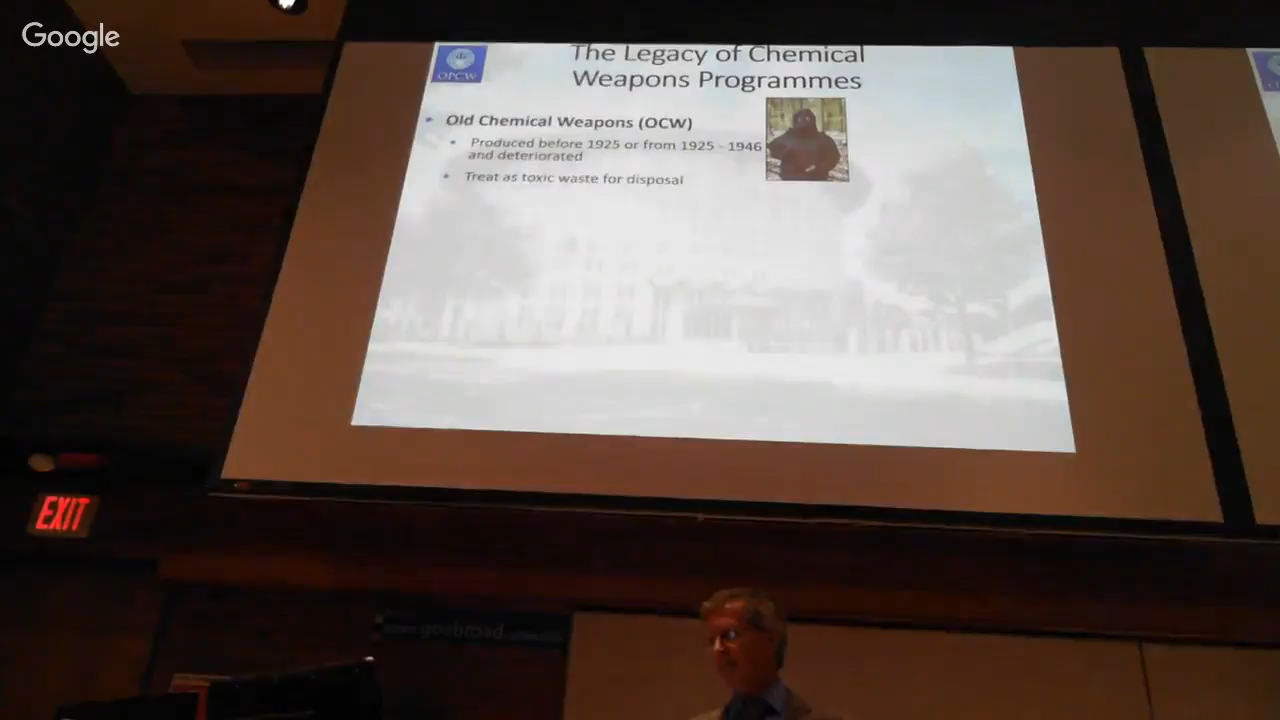 Google
OPCW
The Legacy of Chemical
Weapons Programmes
Old Chemical Weapons (OCW)
Produced before 1925 or from 1925 - 1946
and deteriorated
Treat as toxic waste for disposal
EXIT
goabroad